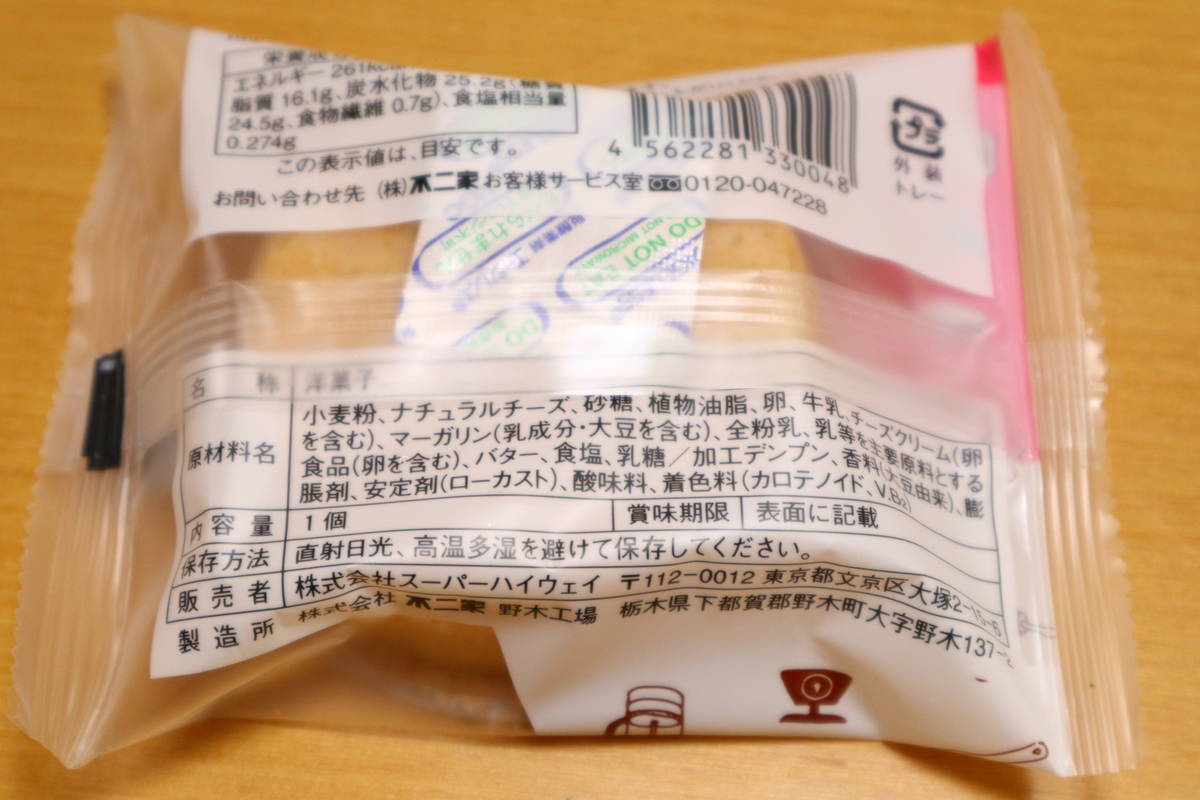 栄養成
エネルギー 261kcal
炭水化物 25.2g(糖質
脂質 16.1g、
24.5g、食物繊維 0.7g)、食塩相当量
0.274g
この表示値は、目安です。
お問い合わせ先 (株)不二家お客様サービス室 0120-047228
4 562281 330048
プラ
外装
トレー
DO NOT EAT
NOT MICROWAVE
DO
名称 洋菓子
原材料名 小麦粉、ナチュラルチーズ、砂糖、植物油脂、卵、牛乳、チーズクリーム(卵
を含む)、マーガリン(乳成分・大豆を含む)、全粉乳、乳等を主要原料とする
食品(卵を含む)、バター、食塩、乳糖/加工デンプン、香料(大豆由来)、膨
脹剤、安定剤(ローカスト)、酸味料、着色料(カロテノイド、V.B2)
内容量 1個 賞味期限 表面に記載
保存方法 直射日光、高温多湿を避けて保存してください。
販売者 株式会社スーパーハイウェイ 〒112-0012 東京都文京区大塚2-15-6
製造所 株式会社 不二家 野木工場 栃木県下都賀郡野木町大字野木137-2